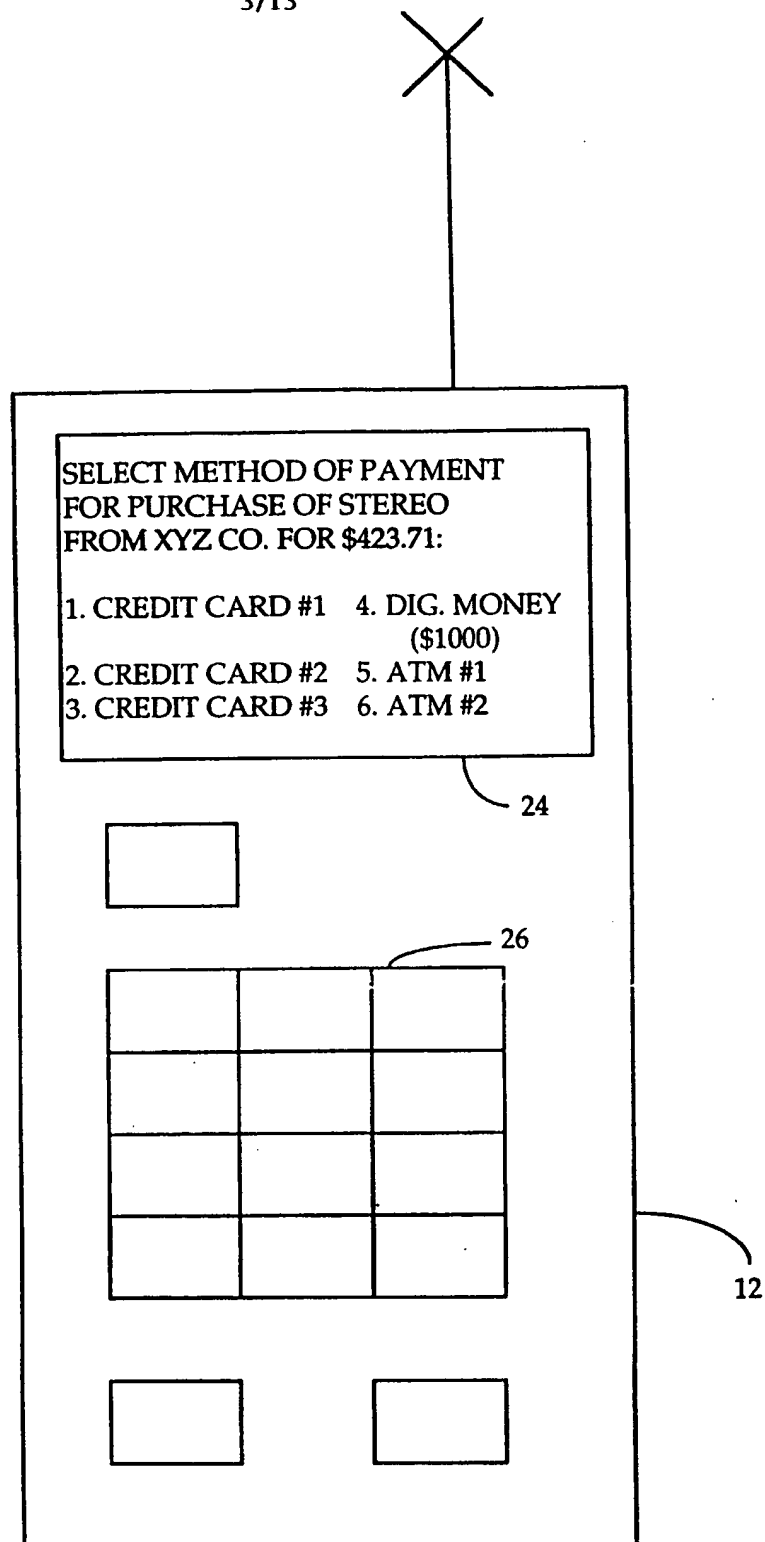 3/13
SELECT METHOD OF PAYMENT
FOR PURCHASE OF STEREO
FROM XYZ CO. FOR $423.71:
1. CREDIT CARD #1 4. DIG. MONEY
($1000)
2. CREDIT CARD #2 5. ATM #1
3. CREDIT CARD #3 6. ATM #2
24
26
12